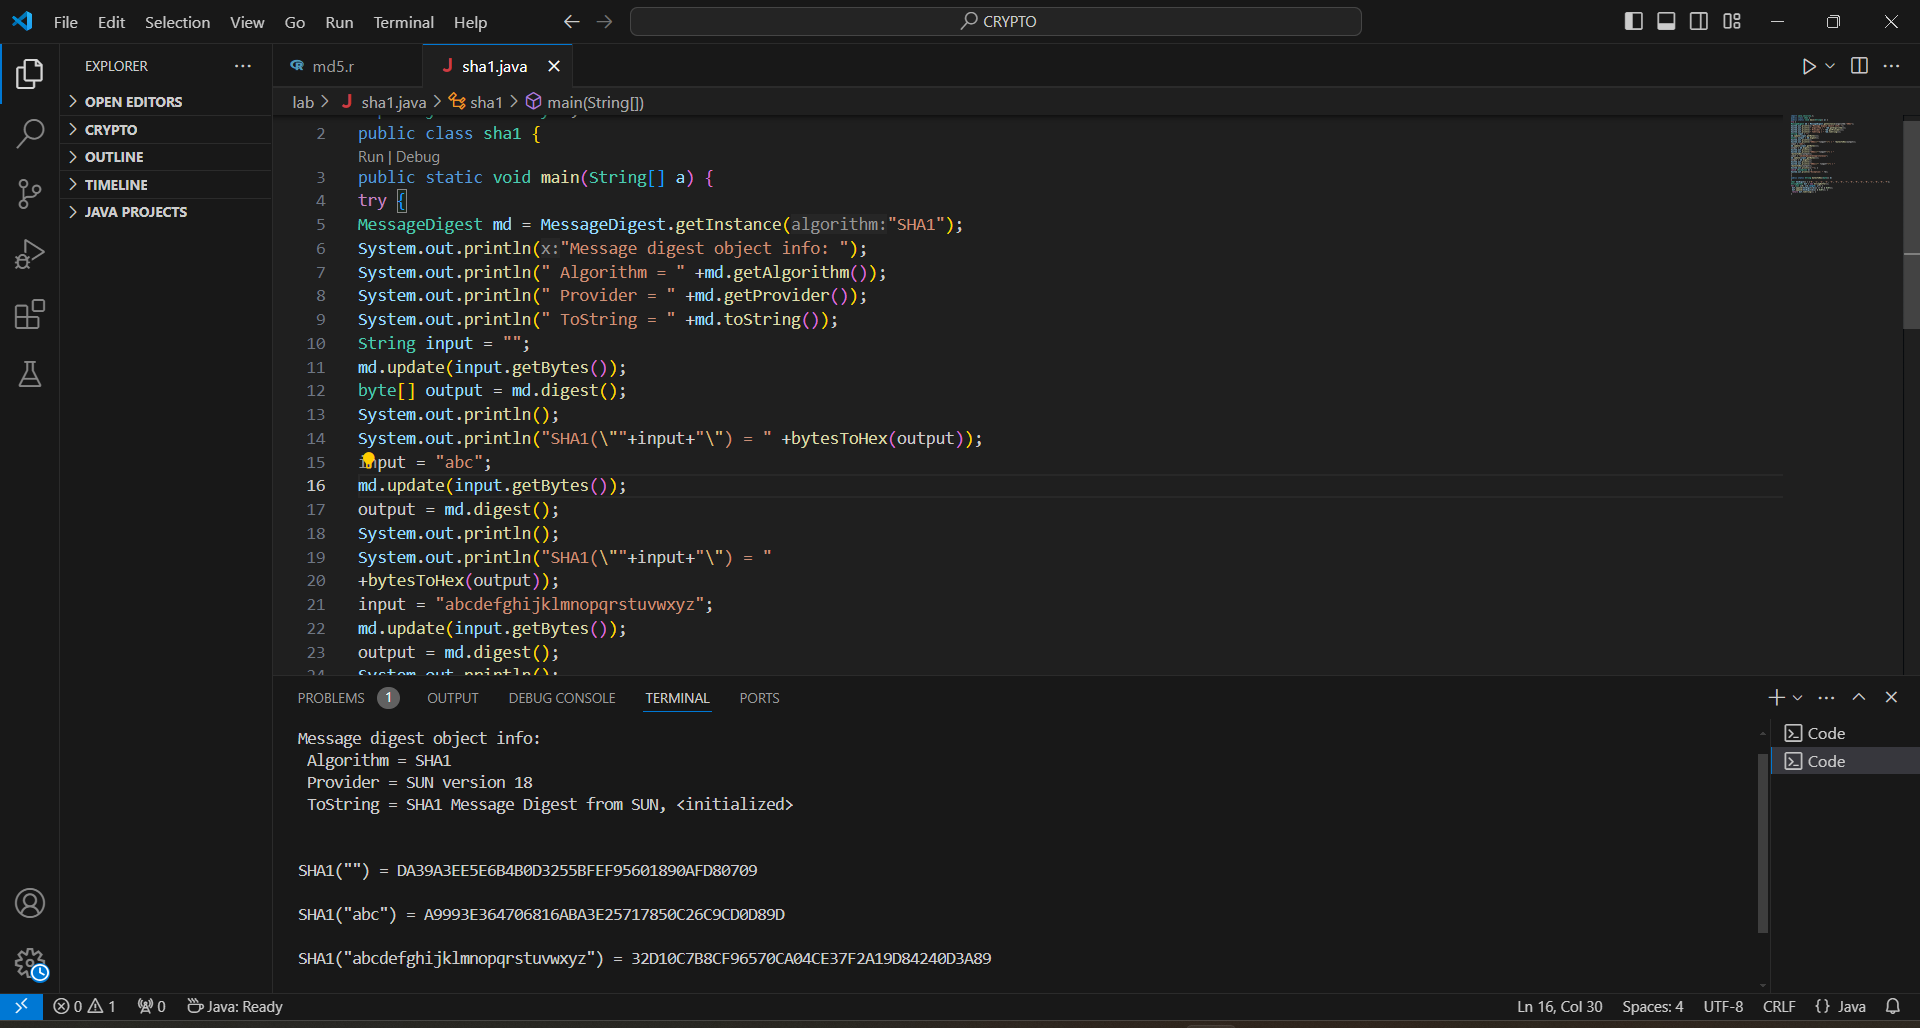 File Edit Selection View Go Run Terminal Help
CRYPTO
EXPLORER
OPEN EDITORS
CRYPTO
OUTLINE
TIMELINE
JAVA PROJECTS
md5.r
sha1.java
lab > sha1.java > sha1 > main(String[])
2 public class sha1 {
Run | Debug
3 public static void main(String[] a) {
4 try {
5 MessageDigest md = MessageDigest.getInstance(algorithm:"SHA1");
6 System.out.println(x:"Message digest object info: ");
7 System.out.println(" Algorithm = " +md.getAlgorithm());
8 System.out.println(" Provider = " +md.getProvider());
9 System.out.println(" ToString = " +md.toString());
10 String input = "";
11 md.update(input.getBytes());
12 byte[] output = md.digest();
13 System.out.println();
14 System.out.println("SHA1(\""+input+"\") = " +bytesToHex(output));
15 input = "abc";
16 md.update(input.getBytes());
17 output = md.digest();
18 System.out.println();
19 System.out.println("SHA1(\""+input+"\") = "
20 +bytesToHex(output));
21 input = "abcdefghijklmnopqrstuvwxyz";
22 md.update(input.getBytes());
23 output = md.digest();
24 System.out.println();
PROBLEMS 1 OUTPUT DEBUG CONSOLE TERMINAL PORTS
Message digest object info:
Algorithm = SHA1
Provider = SUN version 18
ToString = SHA1 Message Digest from SUN, <initialized>
SHA1("") = DA39A3EE5E6B4B0D3255BFEF95601890AFD80709
SHA1("abc") = A9993E364706816ABA3E25717850C26C9CD0D89D
SHA1("abcdefghijklmnopqrstuvwxyz") = 32D10C7B8CF96570CA04CE37F2A19D84240D3A89
Code
Code
0 1 0 Java: Ready
Ln 16, Col 30 Spaces: 4 UTF-8 CRLF {} Java